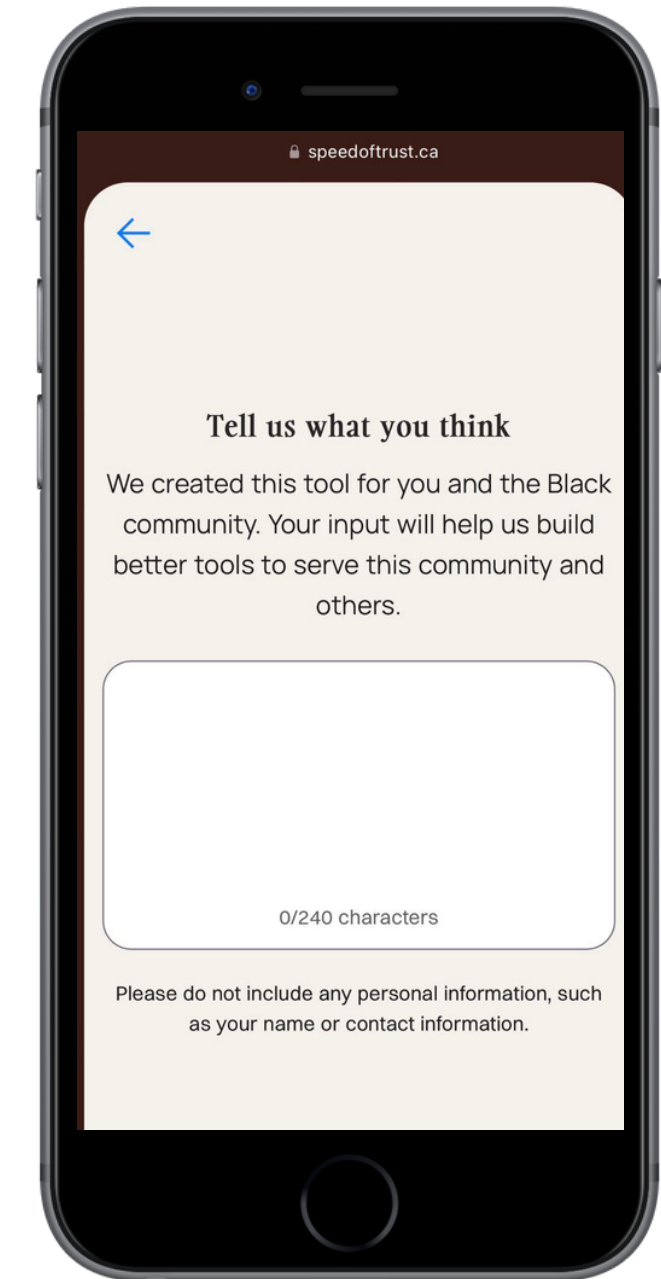 speedoftrust.ca
Tell us what you think
We created this tool for you and the Black
community. Your input will help us build
better tools to serve this community and
others.
0/240 characters
Please do not include any personal information, such
as your name or contact information.